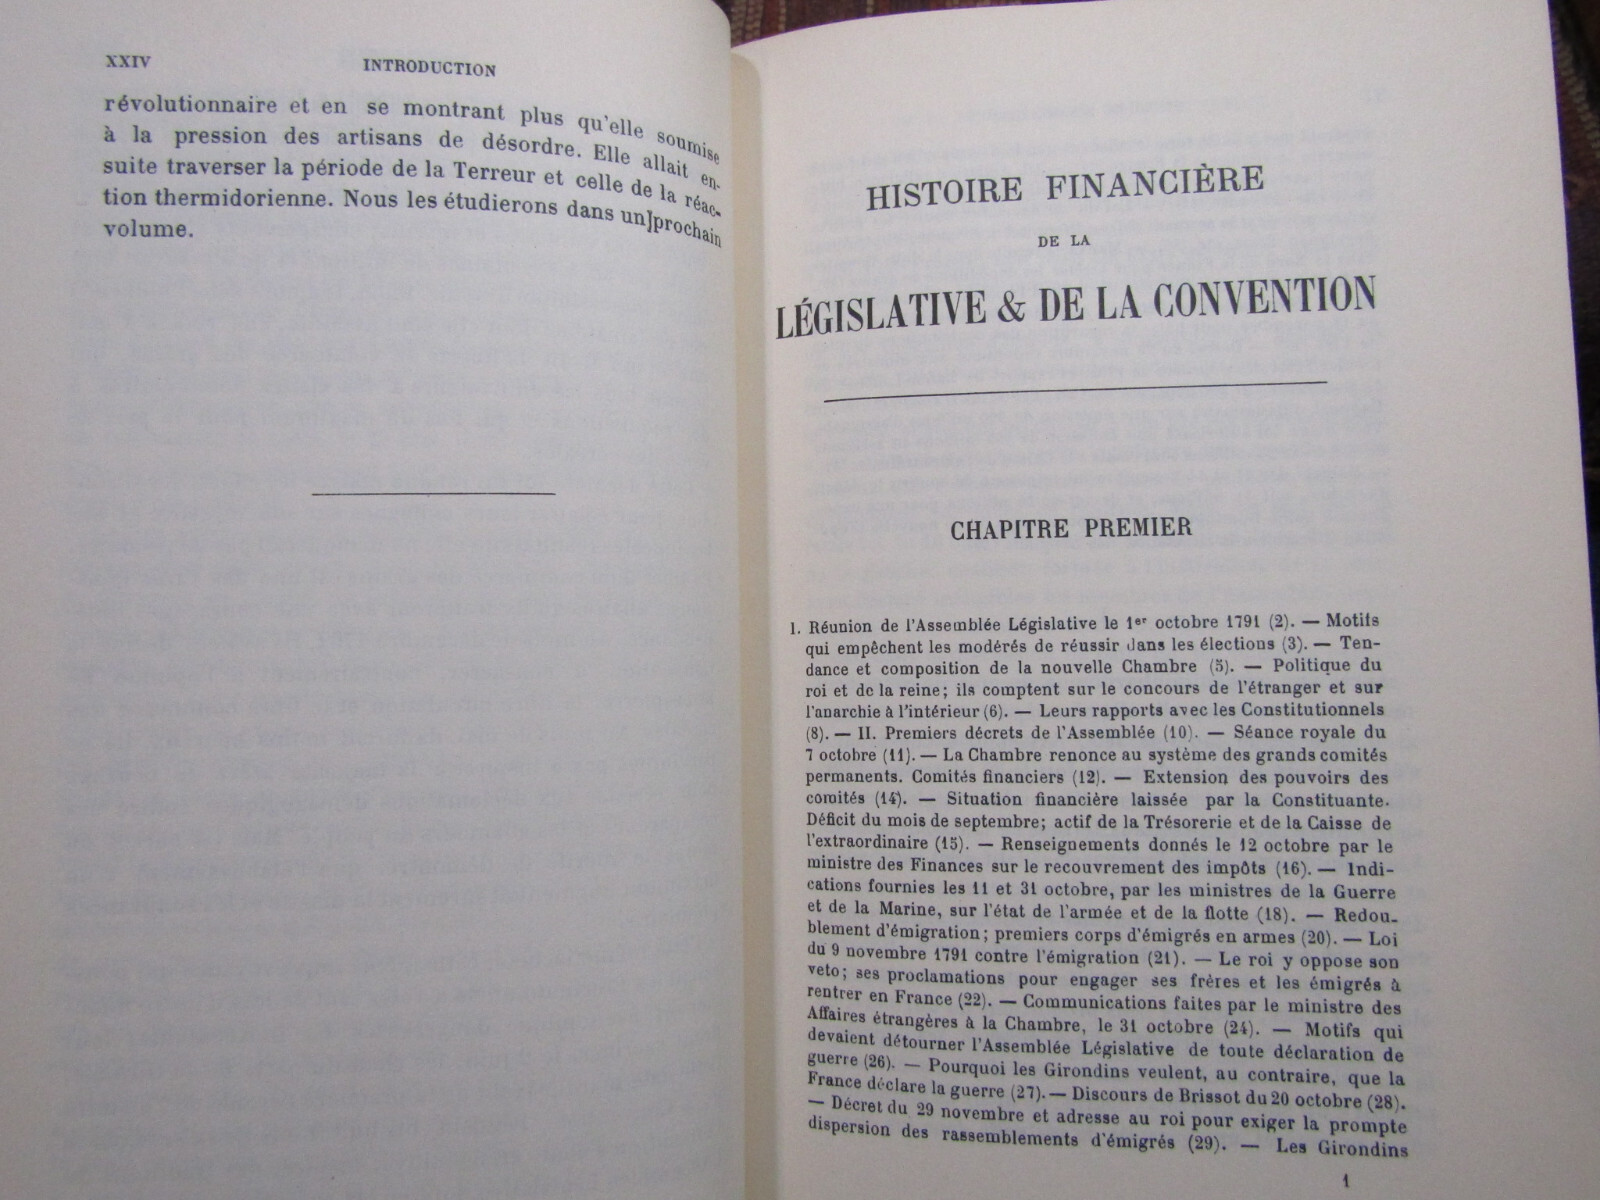 XXIV
INTRODUCTION
révolutionnaire et en se montrant plus qu'elle soumise
à la pression des artisans de désordre. Elle allait en-
suite traverser la période de la Terreur et celle de la réac-
tion thermidorienne. Nous les étudierons dans un]prochain
volume.
HISTOIRE FINANCIÈRE
DE LA
LÉGISLATIVE & DE LA CONVENTION
CHAPITRE PREMIER
1. Réunion de l'Assemblée Législative le 1er octobre 1791 (2). — Motifs
qui empêchent les modérés de réussir dans les élections (3). — Ten-
dance et composition de la nouvelle Chambre (5). — Politique du
roi et de la reine; ils comptent sur le concours de l'étranger et sur
l'anarchie à l'intérieur (6). — Leurs rapports avec les Constitutionnels
(8). — II. Premiers décrets de l'Assemblée (10). — Séance royale du
7 octobre (11). — La Chambre renonce au système des grands comités
permanents. Comités financiers (12). — Extension des pouvoirs des
comités (14). — Situation financière laissée par la Constituante.
Déficit du mois de septembre; actif de la Trésorerie et de la Caisse de
l'extraordinaire (15). — Renseignements donnés le 12 octobre par le
ministre des Finances sur le recouvrement des impôts (16). — Indi-
cations fournies les 11 et 31 octobre, par les ministres de la Guerre
et de la Marine, sur l'état de l'armée et de la flotte (18). — Redou-
blement d'émigration; premiers corps d'émigrés en armes (20). — Loi
du 9 novembre 1791 contre l'émigration (21). — Le roi y oppose son
veto; ses proclamations pour engager ses frères et les émigrés à
rentrer en France (22). — Communications faites par le ministre des
Affaires étrangères à la Chambre, le 31 octobre (24). — Motifs qui
devaient détourner l'Assemblée Législative de toute déclaration de
guerre (26). — Pourquoi les Girondins veulent, au contraire, que la
France déclare la guerre (27). — Discours de Brissot du 20 octobre (28).
— Décret du 29 novembre et adresse au roi pour exiger la prompte
dispersion des rassemblements d'émigrés (29). — Les Girondins
1